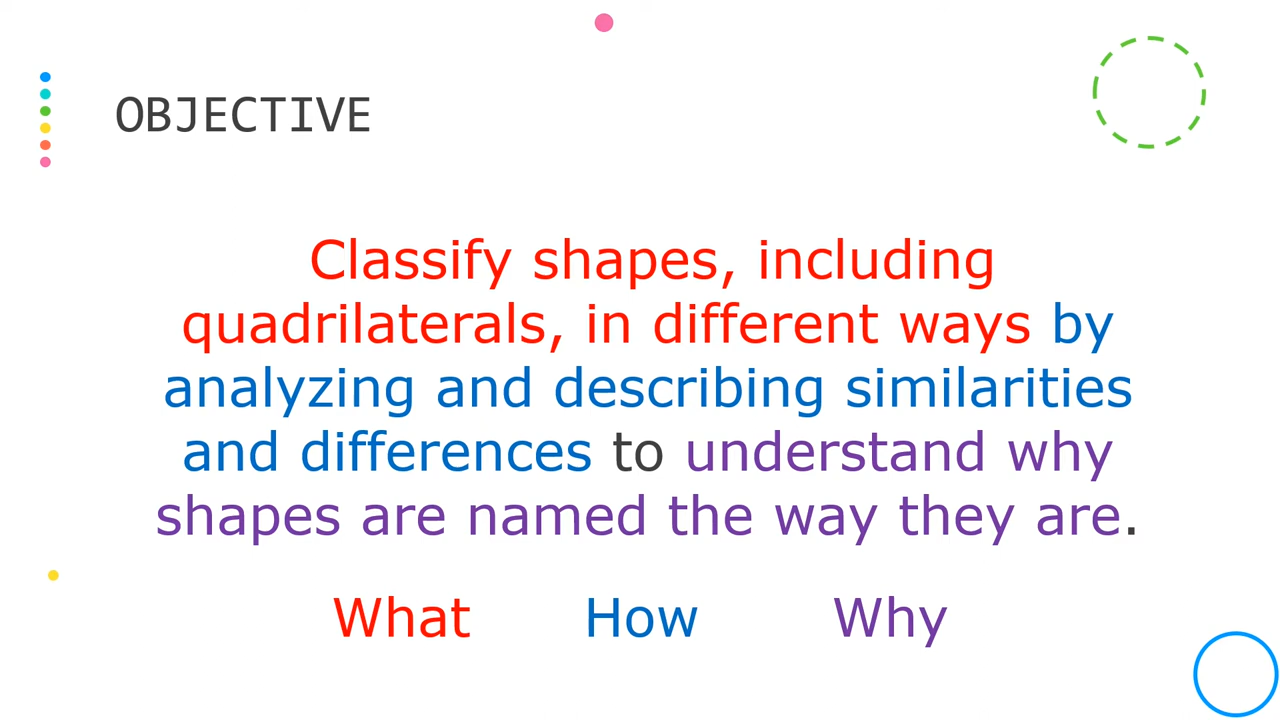 OBJECTIVE
Classify shapes, including
quadrilaterals, in different ways by
analyzing and describing similarities
and differences to understand why
shapes are named the way they are.
What How Why